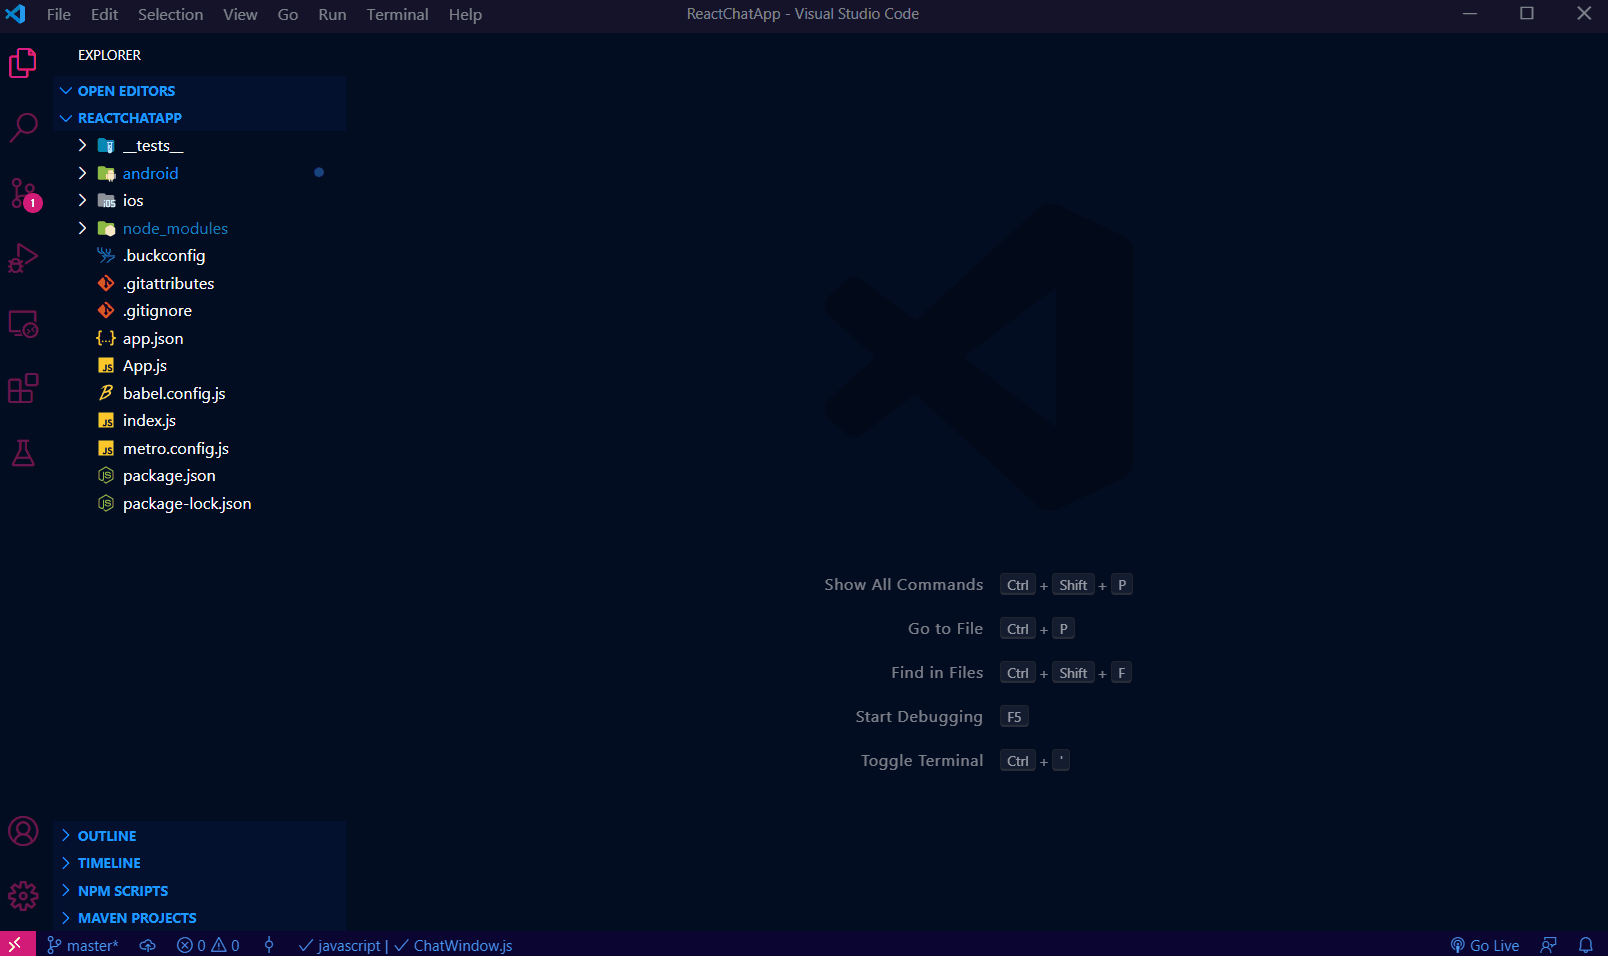 File Edit Selection View Go Run Terminal Help ReactChatApp - Visual Studio Code
EXPLORER
OPEN EDITORS
REACTCHATAPP
__tests__
android
ios
node_modules
.buckconfig
.gitattributes
.gitignore
app.json
App.js
babel.config.js
index.js
metro.config.js
package.json
package-lock.json
1
Show All Commands Ctrl + Shift + P
Go to File Ctrl + P
Find in Files Ctrl + Shift + F
Start Debugging F5
Toggle Terminal Ctrl + '
OUTLINE
TIMELINE
NPM SCRIPTS
MAVEN PROJECTS
master* 0 0 javascript | ChatWindow.js Go Live